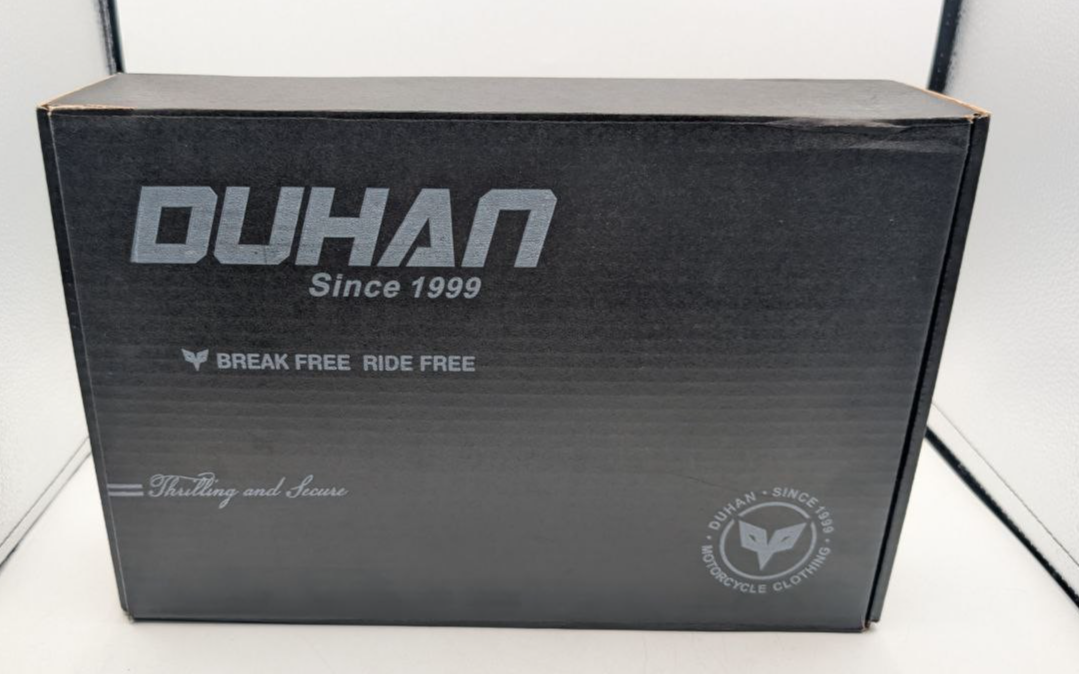 DUHAN
Since 1999
BREAK FREE RIDE FREE
Thrilling and Secure
DUHAN • SINCE 1999 • MOTORCYCLE CLOTHING •